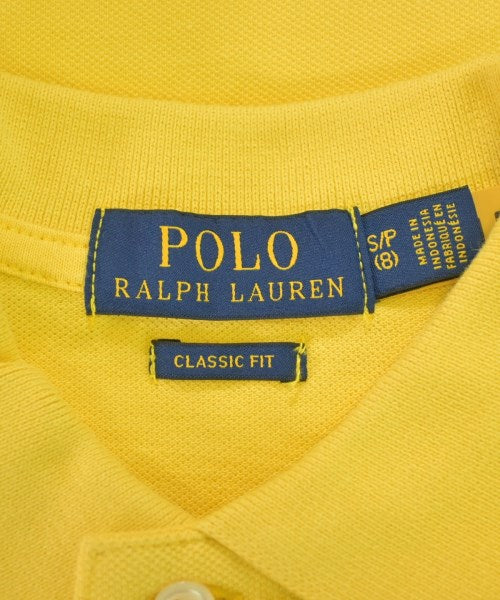 POLO
RALPH LAUREN
CLASSIC FIT
S/P
(8)
MADE IN
INDONESIA
FABRIQUÉ EN
INDONÉSIE